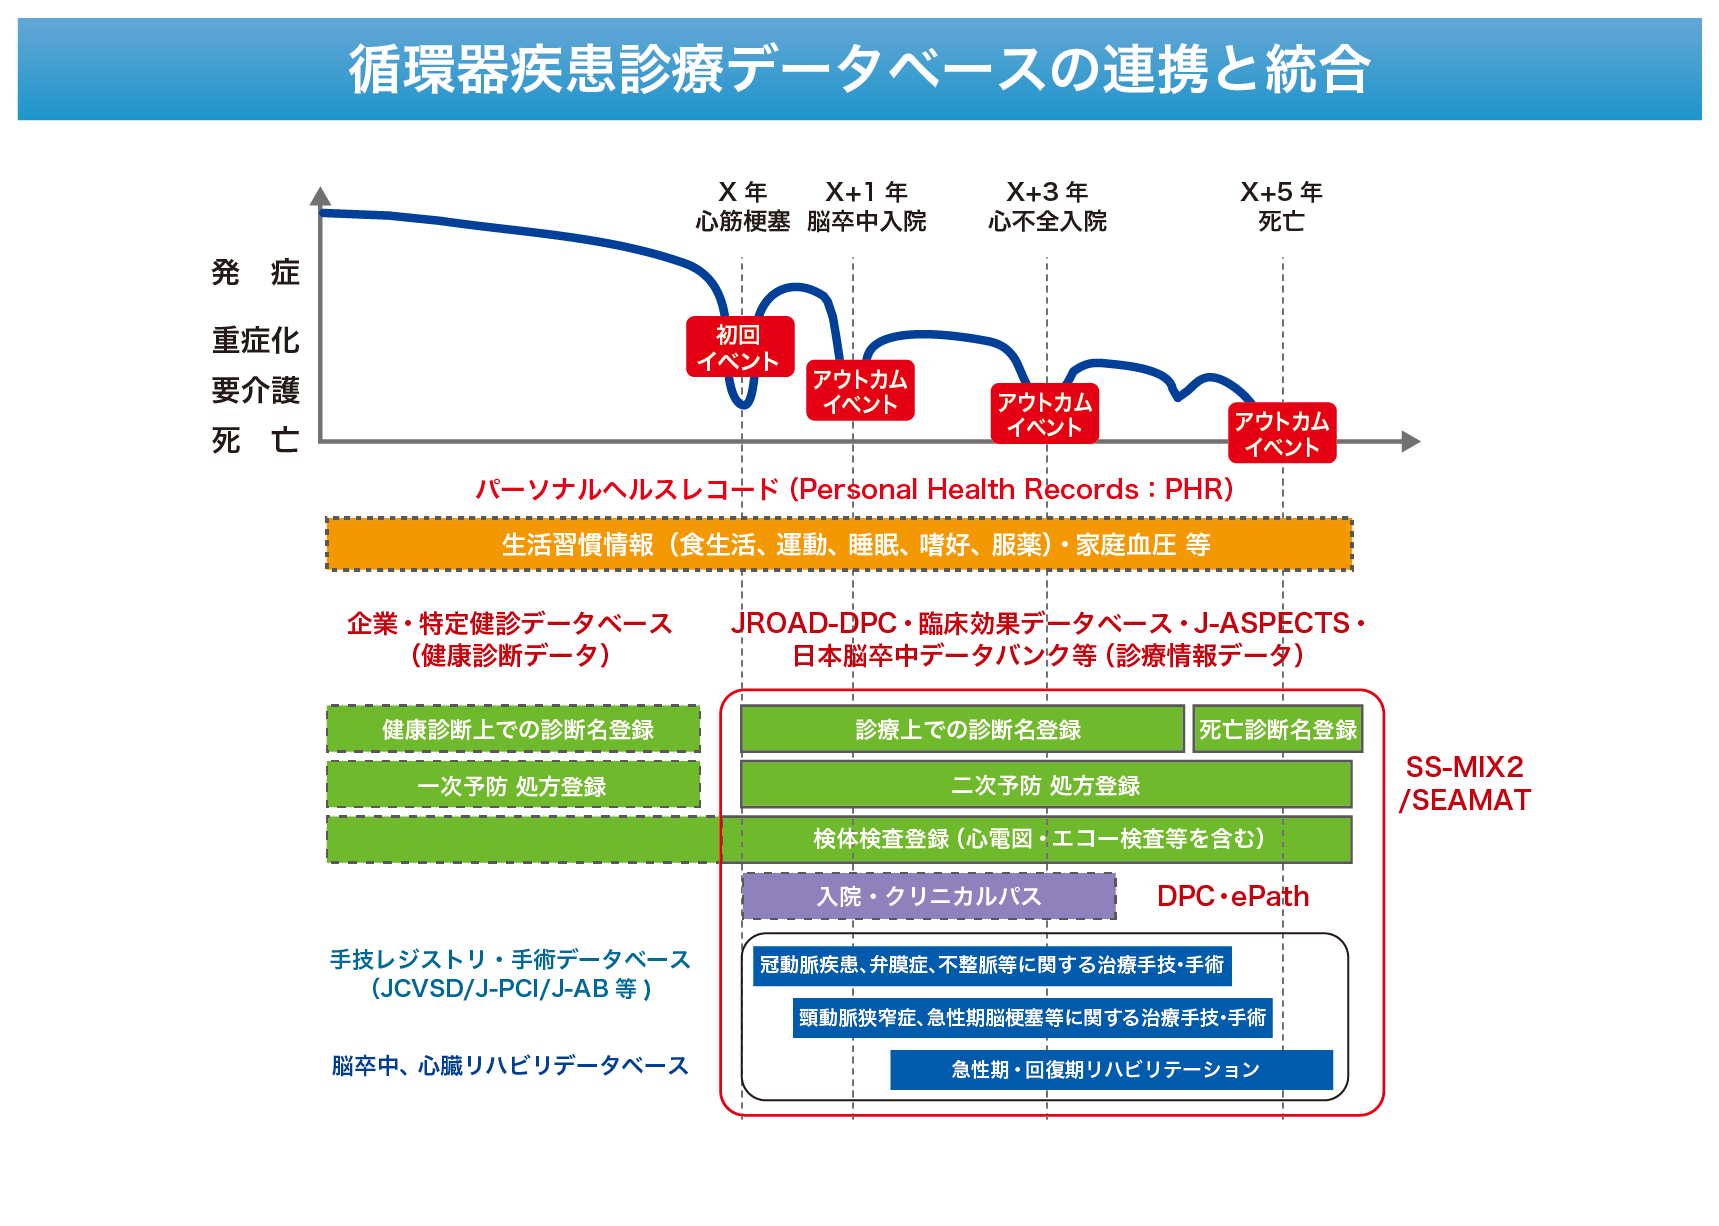 循環器疾患診療データベースの連携と統合
X 年
心筋梗塞
X+1 年
脳卒中入院
X+3 年
心不全入院
X+5 年
死亡
発　症
重症化
要介護
死　亡
初回
イベント
アウトカム
イベント
アウトカム
イベント
アウトカム
イベント
パーソナルヘルスレコード（Personal Health Records：PHR）
生活習慣情報（食生活、運動、睡眠、嗜好、服薬）・家庭血圧 等
企業・特定健診データベース
（健康診断データ）
JROAD-DPC・臨床効果データベース・J-ASPECTS・
日本脳卒中データバンク等（診療情報データ）
健康診断上での診断名登録
診療上での診断名登録
死亡診断名登録
一次予防 処方登録
二次予防 処方登録
検体検査登録（心電図・エコー検査等を含む）
SS-MIX2
/SEAMAT
入院・クリニカルパス
DPC・ePath
手技レジストリ・手術データベース
（JCVSD/J-PCI/J-AB 等 )
冠動脈疾患、弁膜症、不整脈等に関する治療手技・手術
頸動脈狭窄症、急性期脳梗塞等に関する治療手技・手術
脳卒中、心臓リハビリデータベース
急性期・回復期リハビリテーション